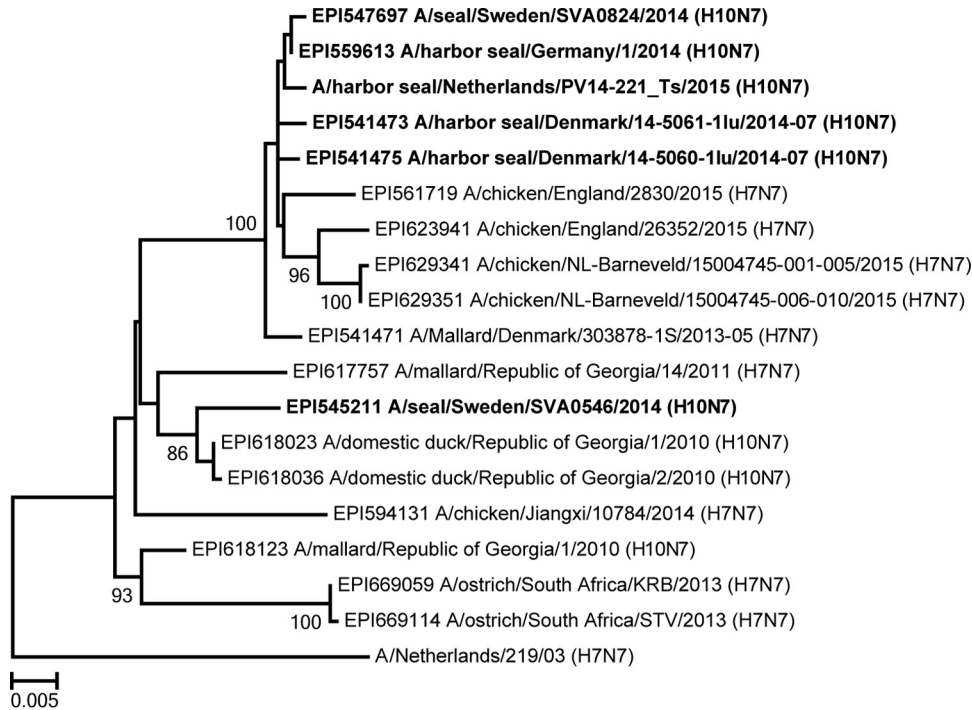 EPI547697 A/seal/Sweden/SVA0824/2014 (H10N7)
EPI559613 A/harbor seal/Germany/1/2014 (H10N7)
A/harbor seal/Netherlands/PV14-221_Ts/2015 (H10N7)
EPI541473 A/harbor seal/Denmark/14-5061-1lu/2014-07 (H10N7)
EPI541475 A/harbor seal/Denmark/14-5060-1lu/2014-07 (H10N7)
EPI561719 A/chicken/England/2830/2015 (H7N7)
100
EPI623941 A/chicken/England/26352/2015 (H7N7)
EPI629341 A/chicken/NL-Barneveld/15004745-001-005/2015 (H7N7)
96
100
EPI629351 A/chicken/NL-Barneveld/15004745-006-010/2015 (H7N7)
EPI541471 A/Mallard/Denmark/303878-1S/2013-05 (H7N7)
EPI617757 A/mallard/Republic of Georgia/14/2011 (H7N7)
EPI545211 A/seal/Sweden/SVA0546/2014 (H10N7)
EPI618023 A/domestic duck/Republic of Georgia/1/2010 (H10N7)
86
EPI618036 A/domestic duck/Republic of Georgia/2/2010 (H10N7)
EPI594131 A/chicken/Jiangxi/10784/2014 (H7N7)
EPI618123 A/mallard/Republic of Georgia/1/2010 (H10N7)
EPI669059 A/ostrich/South Africa/KRB/2013 (H7N7)
93
100
EPI669114 A/ostrich/South Africa/STV/2013 (H7N7)
A/Netherlands/219/03 (H7N7)
0.005